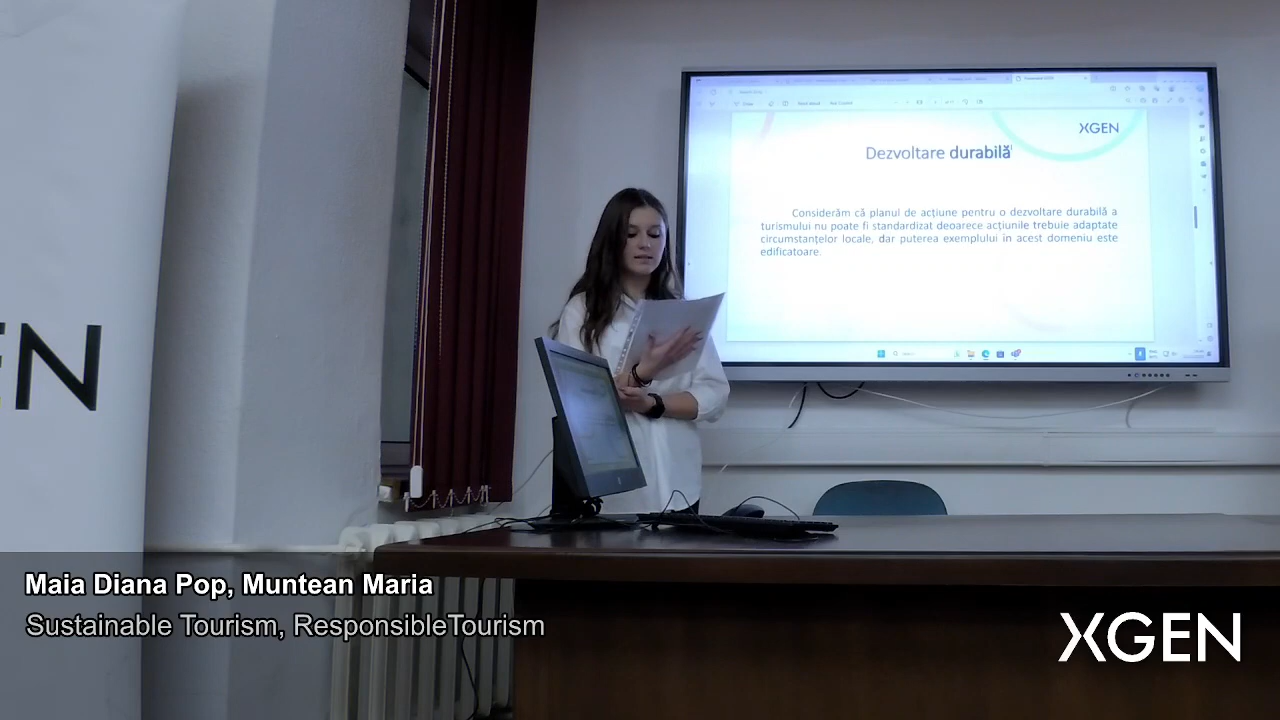 XGEN
Dezvoltare durabilă
Considerăm că planul de acțiune pentru o dezvoltare durabilă a
turismului nu poate fi standardizat deoarece acțiunile trebuie adaptate
circumstanțelor locale, dar puterea exemplului în acest domeniu este
edificatoare.
EN
Maia Diana Pop, Muntean Maria
Sustainable Tourism, ResponsibleTourism
XGEN